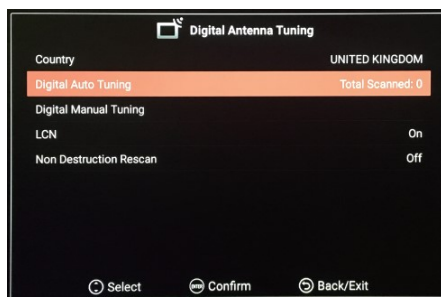 Digital Antenna Tuning
Country UNITED KINGDOM
Digital Auto Tuning Total Scanned: 0
Digital Manual Tuning
LCN On
Non Destruction Rescan Off
Select ENTER Confirm Back/Exit